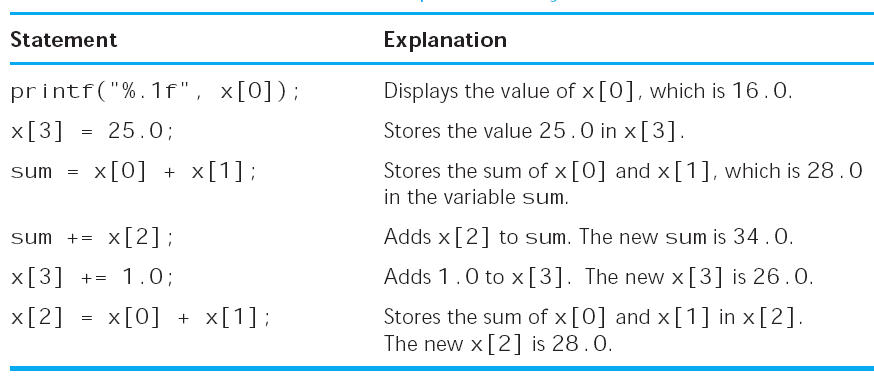 Statement Explanation
printf("%.1f", x[0]); Displays the value of x[0], which is 16.0.
x[3] = 25.0; Stores the value 25.0 in x[3].
sum = x[0] + x[1]; Stores the sum of x[0] and x[1], which is 28.0
in the variable sum.
sum += x[2]; Adds x[2] to sum. The new sum is 34.0.
x[3] += 1.0; Adds 1.0 to x[3]. The new x[3] is 26.0.
x[2] = x[0] + x[1]; Stores the sum of x[0] and x[1] in x[2].
The new x[2] is 28.0.